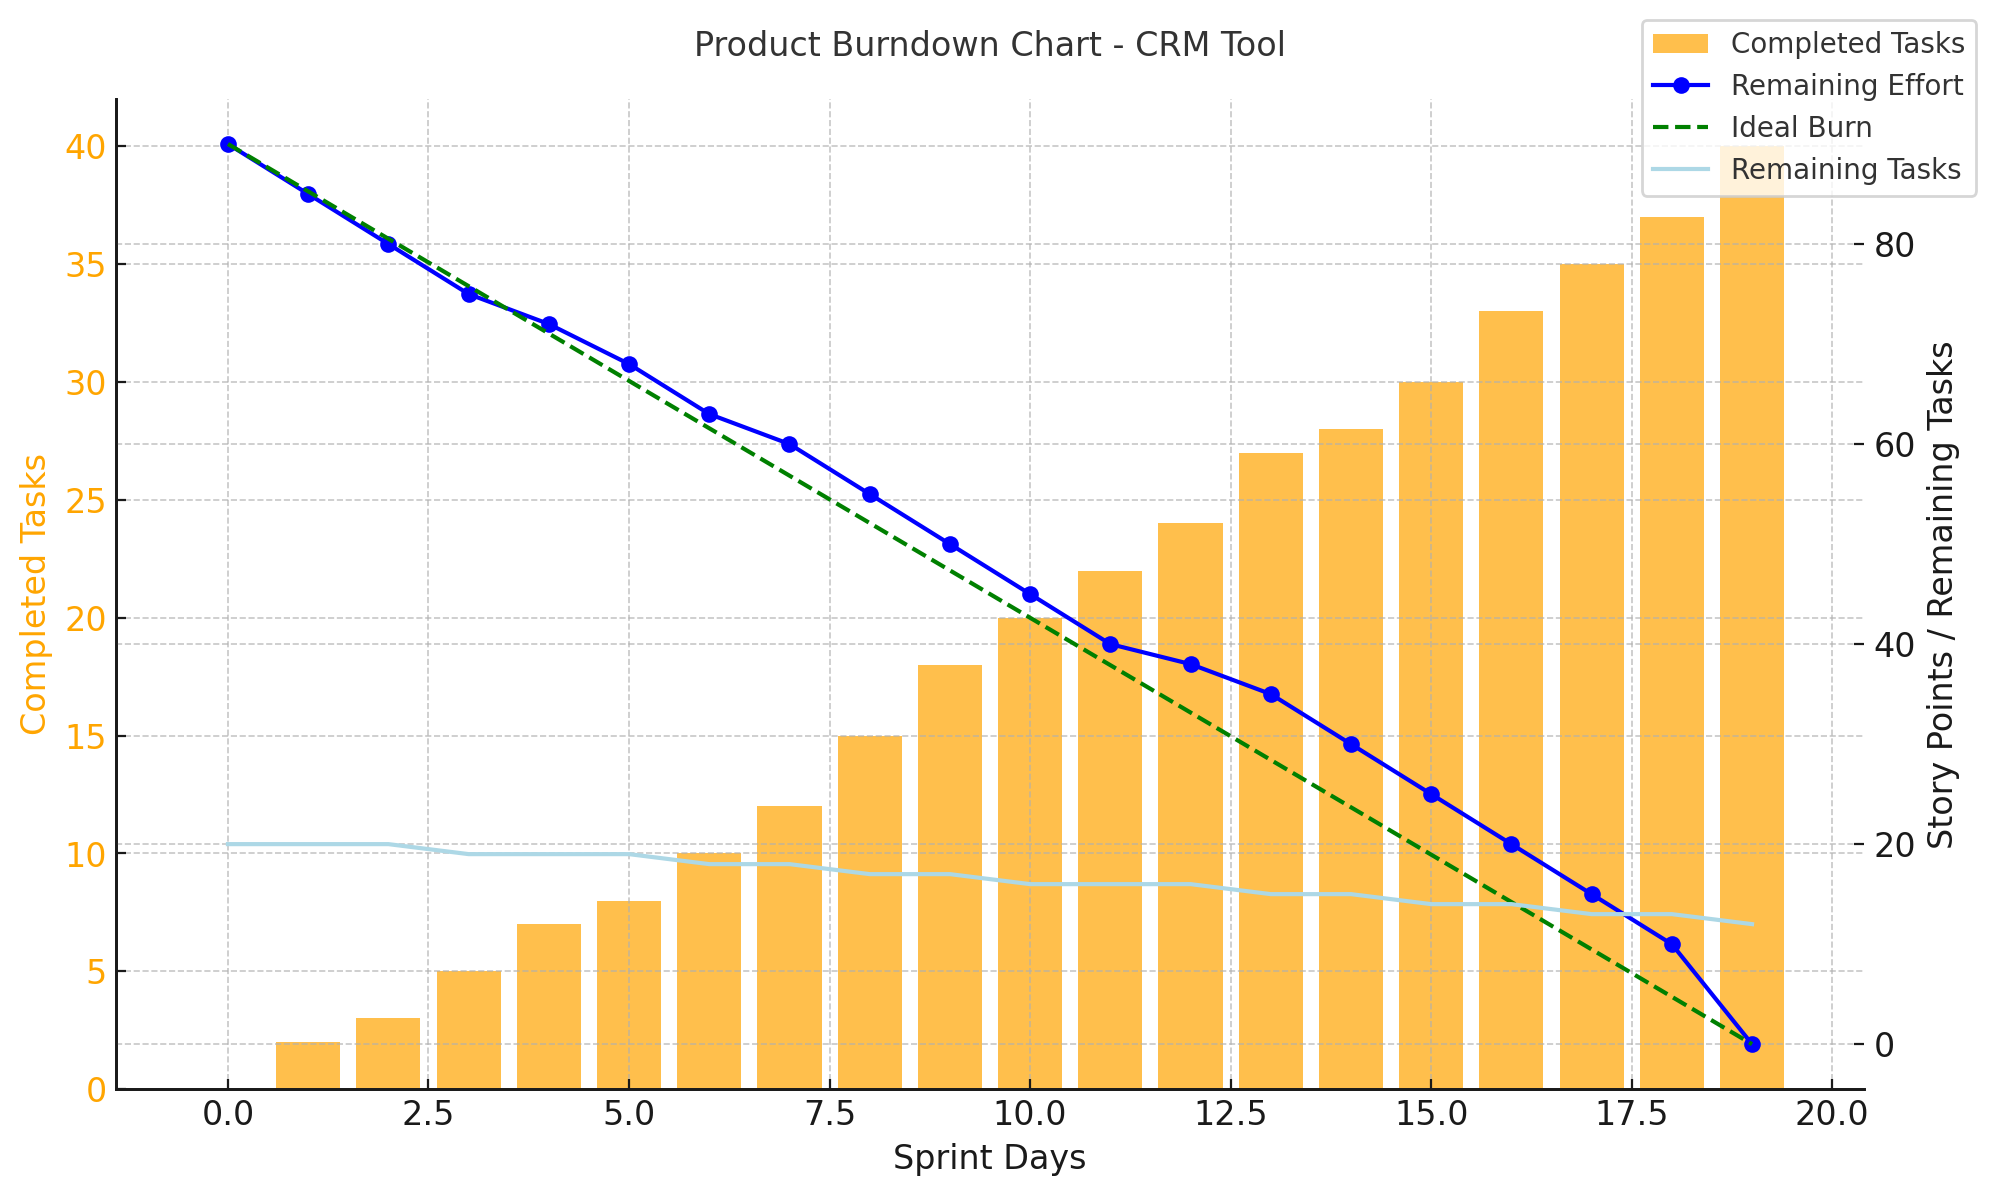 Product Burndown Chart - CRM Tool
Completed Tasks
Remaining Effort
Ideal Burn
Remaining Tasks
40
35
30
25
20
15
10
5
0
Completed Tasks
80
60
40
20
0
Story Points / Remaining Tasks
0.0 2.5 5.0 7.5 10.0 12.5 15.0 17.5 20.0
Sprint Days